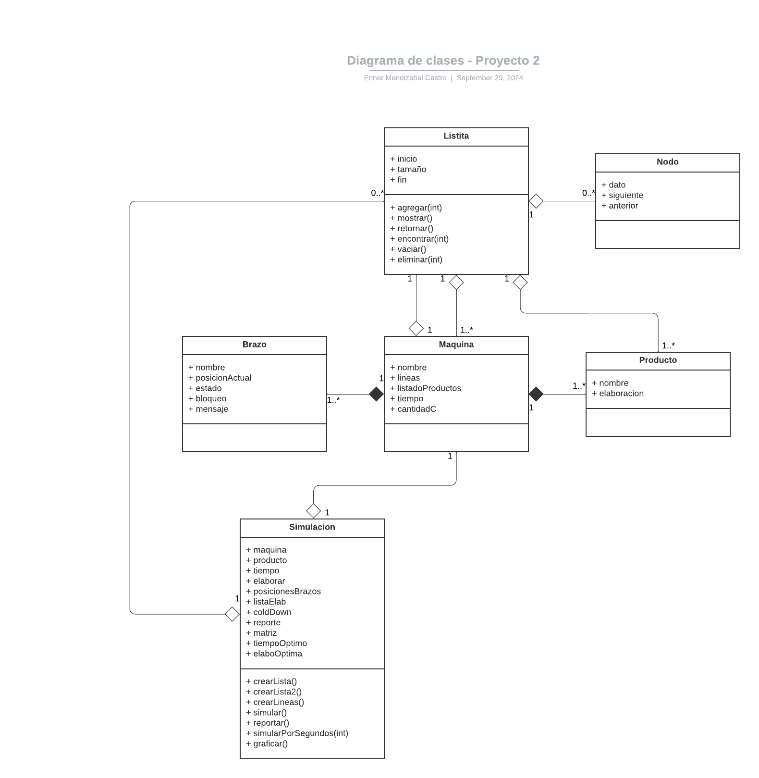 Diagrama de clases - Proyecto 2
Enner Mendizabal Castro | September 29, 2024
Listita
+ inicio
+ tamaño
+ fin
+ agregar(int)
+ mostrar()
+ retornar()
+ encontrar(int)
+ vaciar()
+ eliminar(int)
Nodo
+ dato
+ siguiente
+ anterior
0..*
1
0..*
1
1
1
1
1..*
1..*
Brazo
+ nombre
+ posicionActual
+ estado
+ bloqueo
+ mensaje
1
1..*
Maquina
+ nombre
+ lineas
+ listadoProductos
+ tiempo
+ cantidadC
1..*
1
Producto
+ nombre
+ elaboracion
1
1
Simulacion
+ maquina
+ producto
+ tiempo
+ elaborar
+ posicionesBrazos
+ listaElab
+ coldDown
+ reporte
+ matriz
+ tiempoOptimo
+ elaboOptima
+ crearLista()
+ crearLista2()
+ crearLineas()
+ simular()
+ reportar()
+ simularPorSegundos(int)
+ graficar()
1